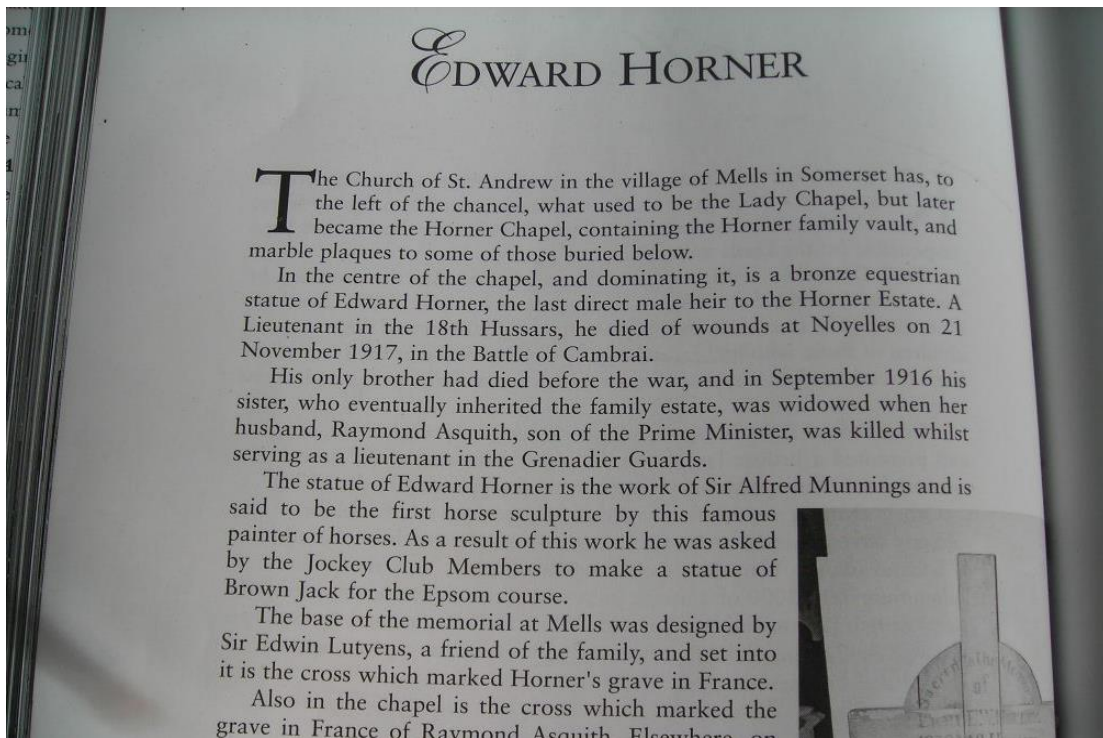 EDWARD HORNER
The Church of St. Andrew in the village of Mells in Somerset has, to
the left of the chancel, what used to be the Lady Chapel, but later
became the Horner Chapel, containing the Horner family vault, and
marble plaques to some of those buried below.
In the centre of the chapel, and dominating it, is a bronze equestrian
statue of Edward Horner, the last direct male heir to the Horner Estate. A
Lieutenant in the 18th Hussars, he died of wounds at Noyelles on 21
November 1917, in the Battle of Cambrai.
His only brother had died before the war, and in September 1916 his
sister, who eventually inherited the family estate, was widowed when her
husband, Raymond Asquith, son of the Prime Minister, was killed whilst
serving as a lieutenant in the Grenadier Guards.
The statue of Edward Horner is the work of Sir Alfred Munnings and is
said to be the first horse sculpture by this famous
painter of horses. As a result of this work he was asked
by the Jockey Club Members to make a statue of
Brown Jack for the Epsom course.
The base of the memorial at Mells was designed by
Sir Edwin Lutyens, a friend of the family, and set into
it is the cross which marked Horner's grave in France.
Also in the chapel is the cross which marked the
grave in France of Raymond Asquith. Elsewhere, on
Sacred To The Memory
of